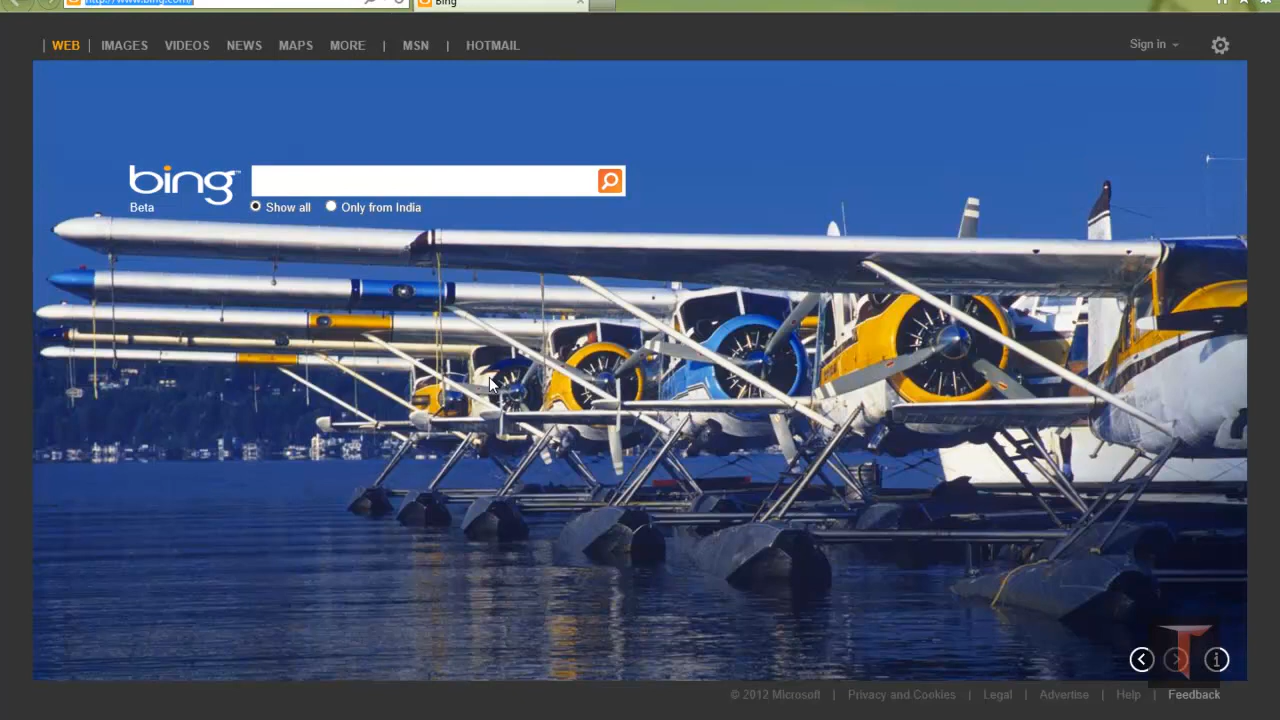 http://www.bing.com/
Bing
WEB | IMAGES VIDEOS NEWS MAPS MORE | MSN | HOTMAIL
Sign in
bing™
Beta
Show all Only from India
© 2012 Microsoft | Privacy and Cookies | Legal | Advertise | Help | Feedback